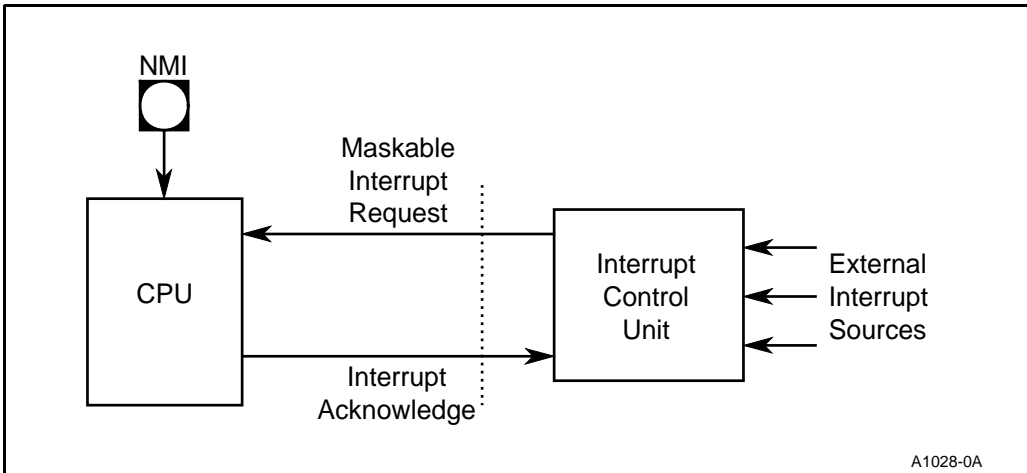 NMI
Maskable
Interrupt
Request
CPU
Interrupt
Control
Unit
External
Interrupt
Sources
Interrupt
Acknowledge
A1028-0A